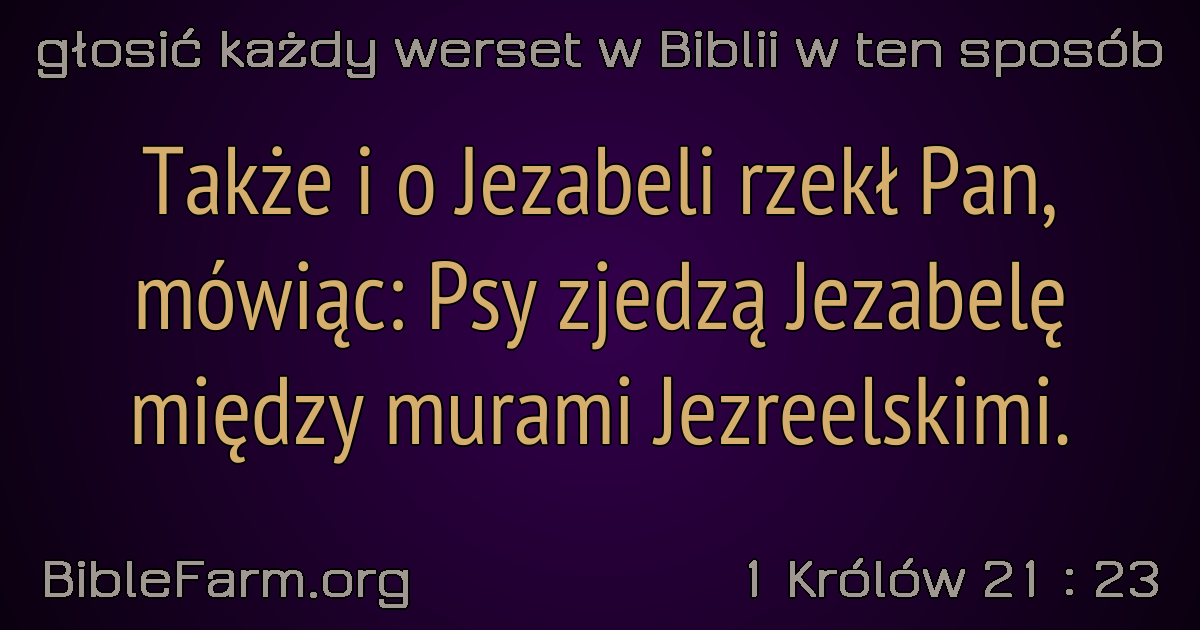 głosić każdy werset w Biblii w ten sposób
Także i o Jezabeli rzekł Pan,
mówiąc: Psy zjedzą Jezabelę
między murami Jezreelskimi.
BibleFarm.org
1 Królów 21 : 23